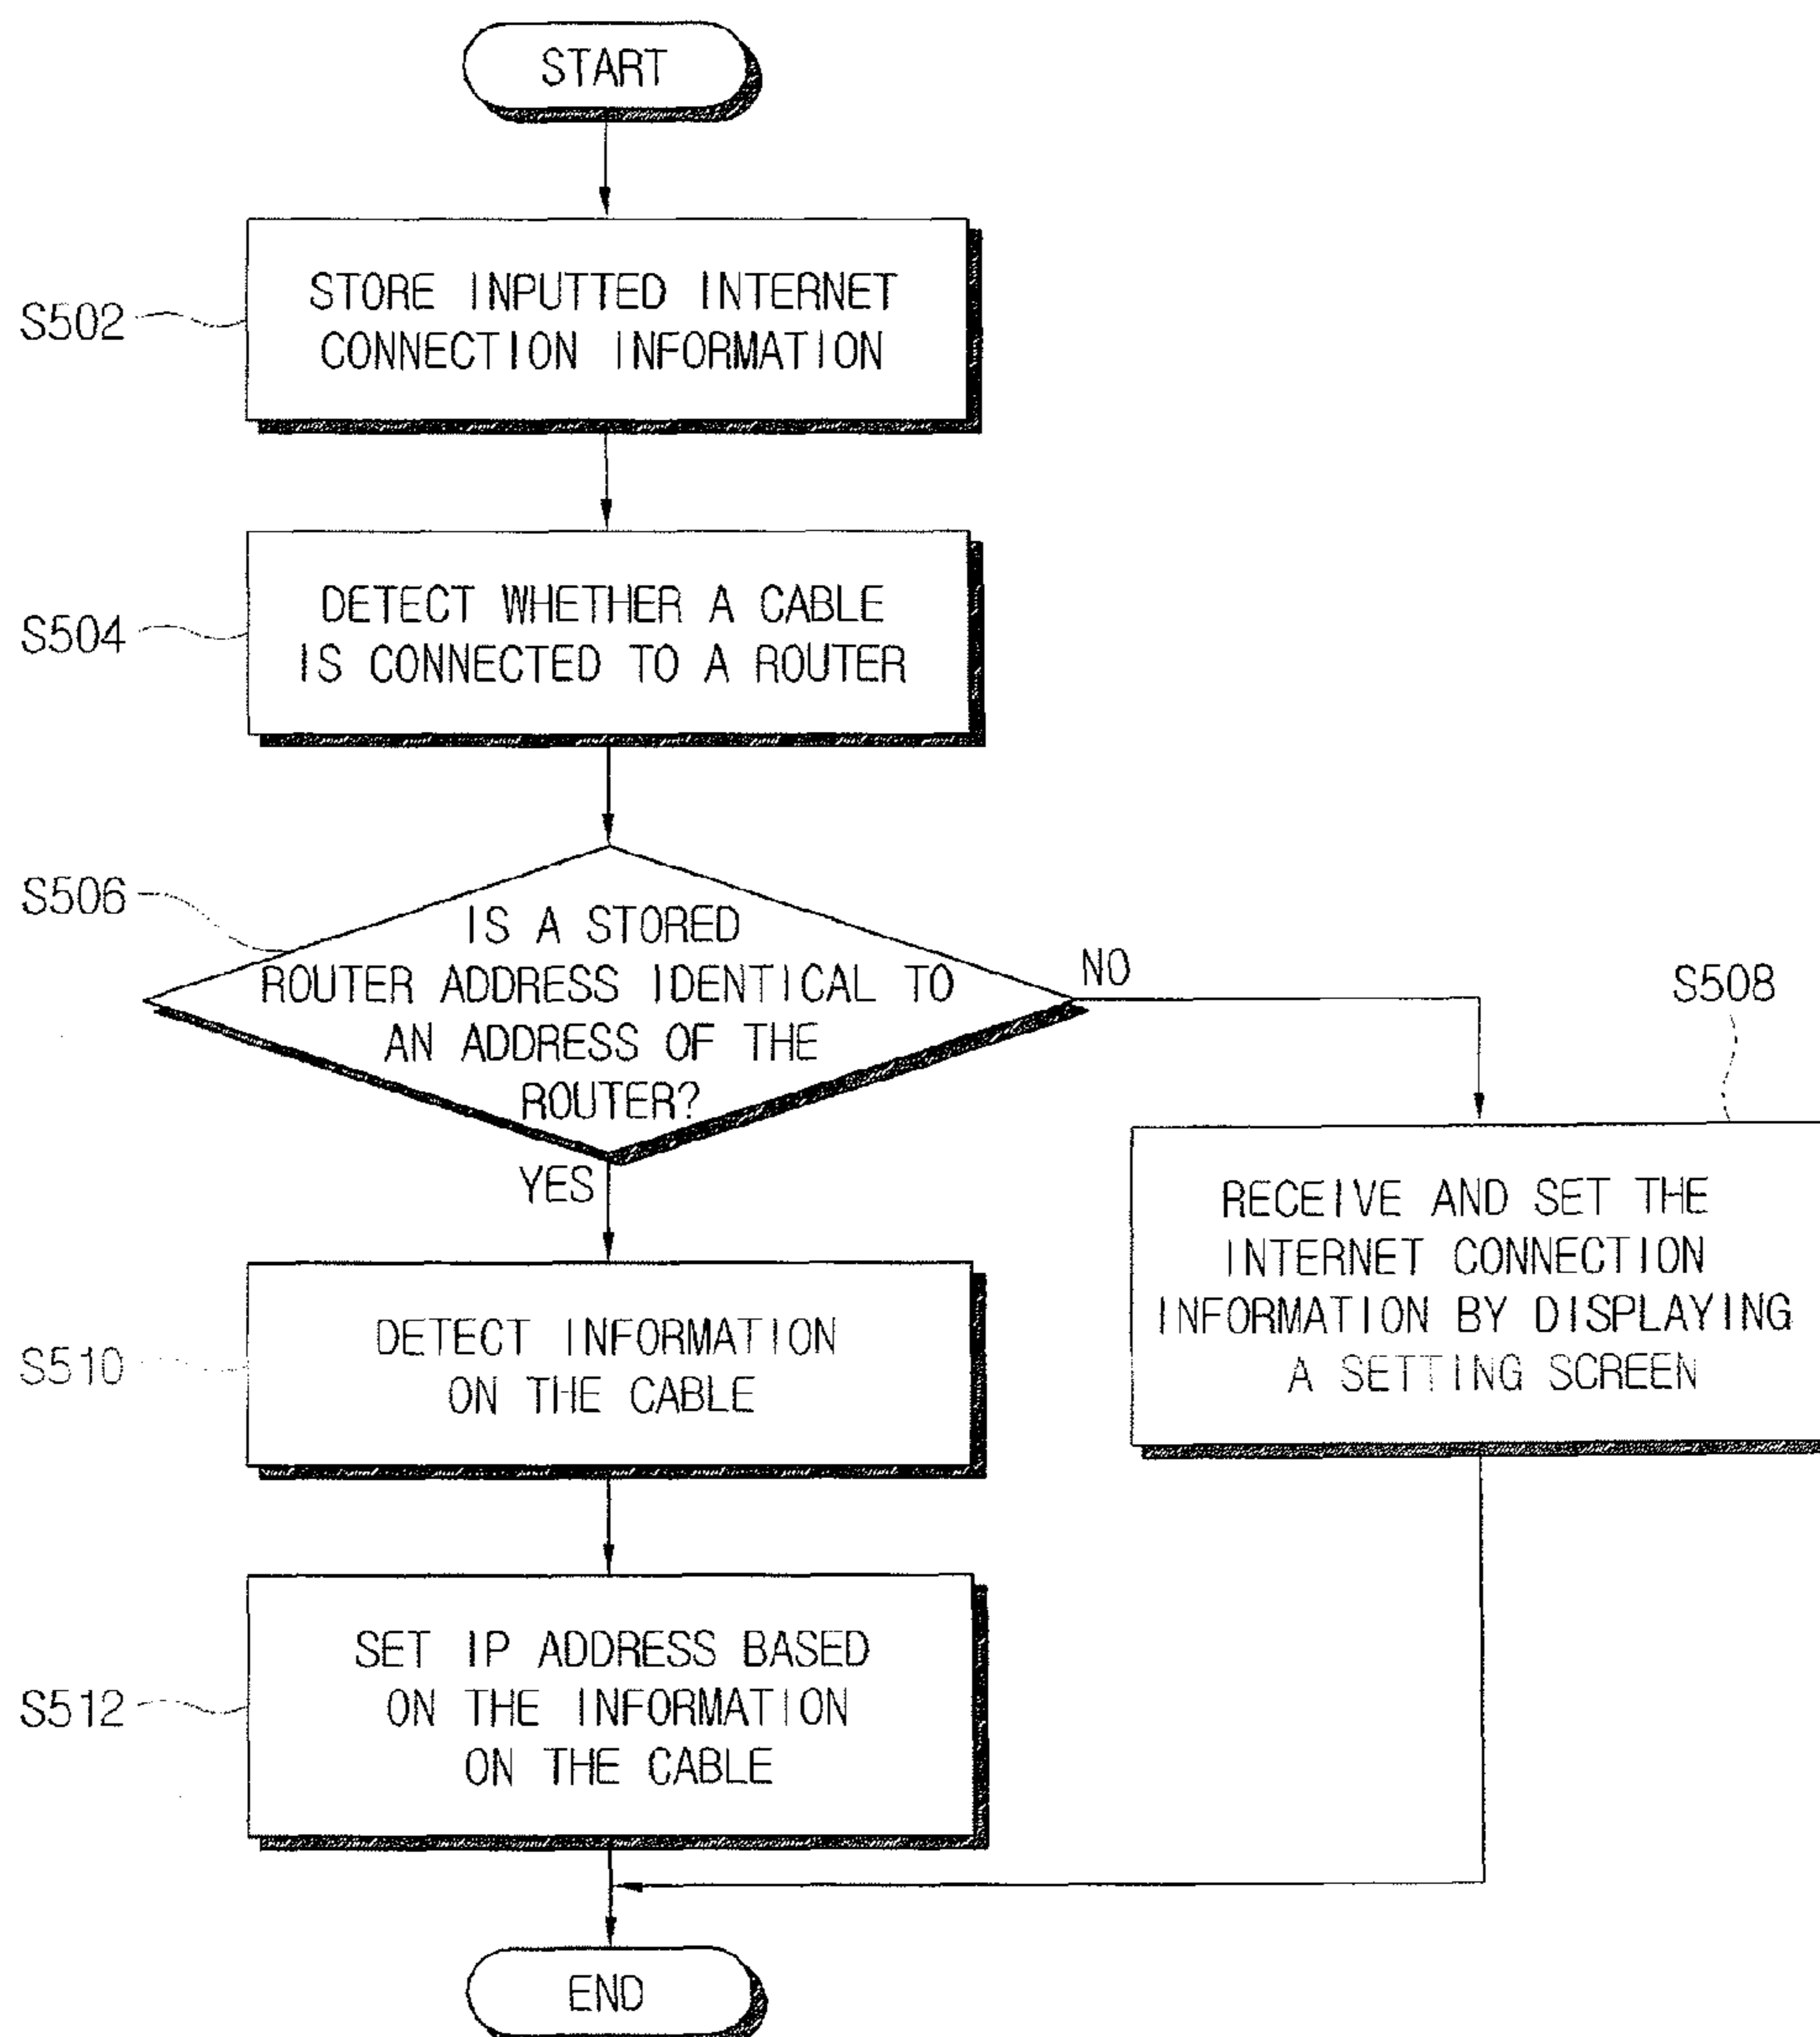 START
S502
STORE INPUTTED INTERNET
CONNECTION INFORMATION
S504
DETECT WHETHER A CABLE
IS CONNECTED TO A ROUTER
S506
IS A STORED
ROUTER ADDRESS IDENTICAL TO
AN ADDRESS OF THE
ROUTER?
NO
YES
S508
RECEIVE AND SET THE
INTERNET CONNECTION
INFORMATION BY DISPLAYING
A SETTING SCREEN
S510
DETECT INFORMATION
ON THE CABLE
S512
SET IP ADDRESS BASED
ON THE INFORMATION
ON THE CABLE
END